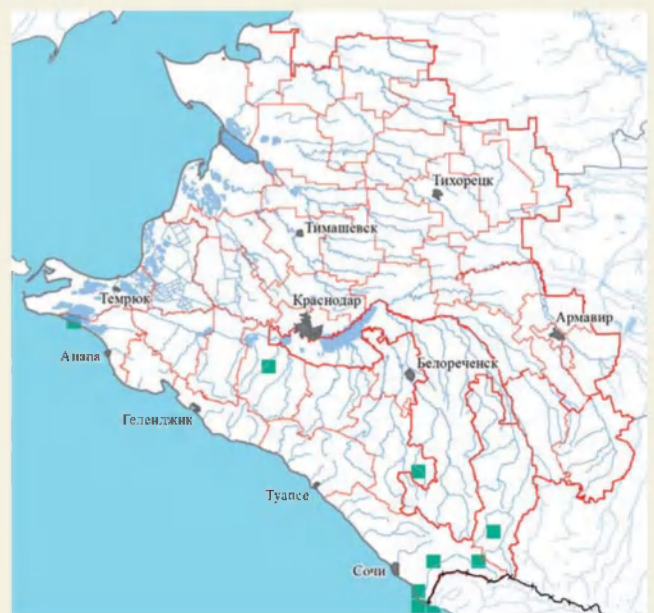 Тихорецк
Тимашевск
Темрюк
Краснодар
Армавир
Анапа
Белореченск
Геленджик
Туапсе
Сочи